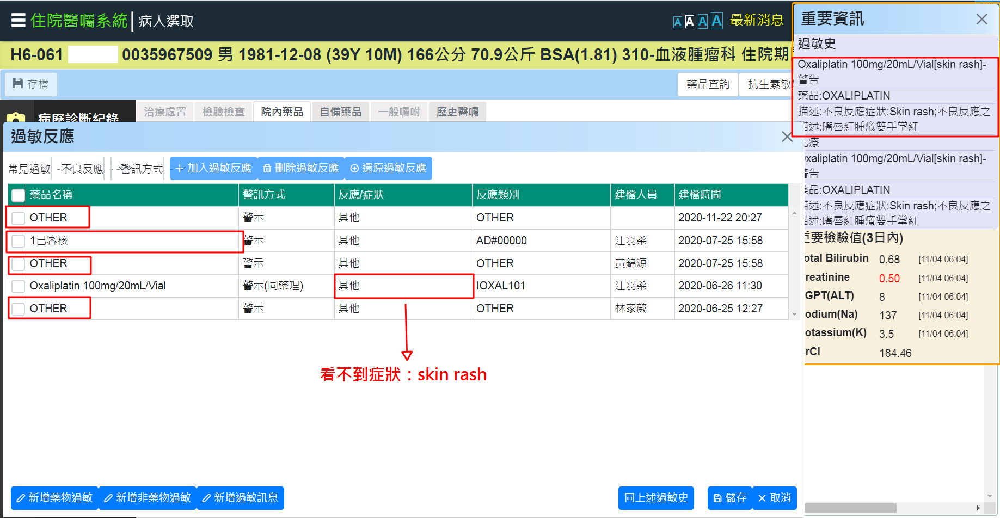 住院醫囑系統 病人選取
A A A A 最新消息
H6-061 0035967509 男 1981-12-08 (39Y 10M) 166公分 70.9公斤 BSA(1.81) 310-血液腫瘤科 住院期
存檔
藥品查詢
抗生素敏
病歷診斷紀錄
治療處置
檢驗檢查
院內藥品
自備藥品
一般囑咐
歷史醫囑
過敏反應
常見過敏 -不良反應 -警訊方式 加入過敏反應 刪除過敏反應 還原過敏反應
藥品名稱 警訊方式 反應/症狀 反應類別 建檔人員 建檔時間
OTHER 警示 其他 OTHER 2020-11-22 20:27
1已審核 警示 其他 AD#00000 江羽柔 2020-07-25 15:58
OTHER 警示 其他 OTHER 黃錦源 2020-07-25 15:58
Oxaliplatin 100mg/20mL/Vial 警示(同藥理) 其他 IOXAL101 江羽柔 2020-06-26 11:30
OTHER 警示 其他 OTHER 林家葳 2020-06-25 12:27
看不到症狀：skin rash
新增藥物過敏 新增非藥物過敏 新增過敏訊息 同上述過敏史 儲存 取消
重要資訊
過敏史
Oxaliplatin 100mg/20mL/Vial[skin rash]-
警告
藥品:OXALIPLATIN
描述:不良反應症狀:Skin rash;不良反應之
描述:嘴唇紅腫癢雙手掌紅
療
xaliplatin 100mg/20mL/Vial[skin rash]-
警告
藥品:OXALIPLATIN
描述:不良反應症狀:Skin rash;不良反應之
描述:嘴唇紅腫癢雙手掌紅
重要檢驗值(3日內)
otal Bilirubin 0.68 [11/04 06:04]
reatinine 0.50 [11/04 06:04]
GPT(ALT) 8 [11/04 06:04]
odium(Na) 137 [11/04 06:04]
otassium(K) 3.5 [11/04 06:04]
rCl 184.46